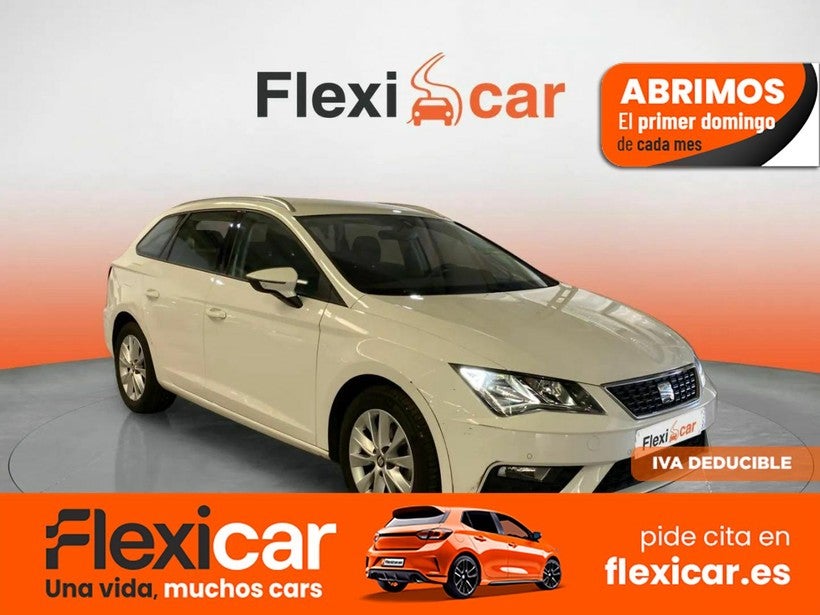 Flexicar
ABRIMOS
El primer domingo
de cada mes
Flexicar
IVA DEDUCIBLE
Flexicar
Una vida, muchos cars
pide cita en
flexicar.es